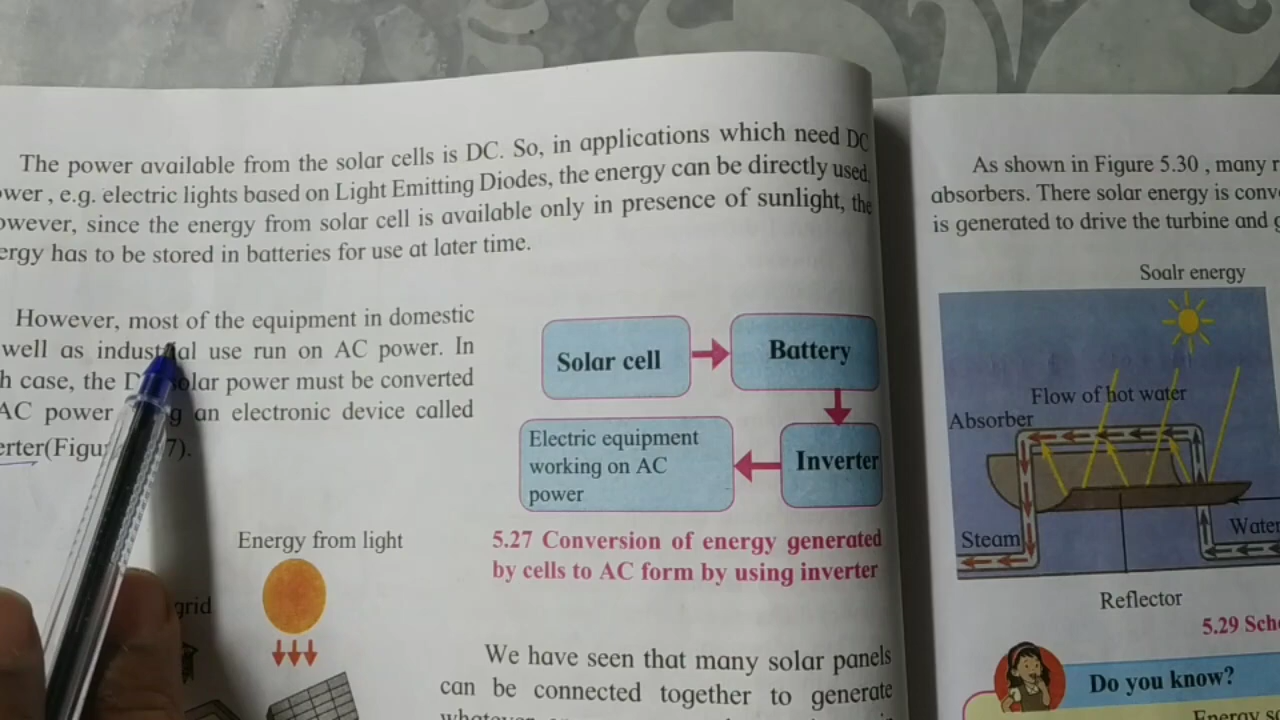 The power available from the solar cells is DC. So, in applications which need DC
ower , e.g. electric lights based on Light Emitting Diodes, the energy can be directly used.
owever, since the energy from solar cell is available only in presence of sunlight, the
ergy has to be stored in batteries for use at later time.
However, most of the equipment in domestic
well as industrial use run on AC power. In
h case, the solar power must be converted
AC power an electronic device called
erter(Figu 7).
Solar cell
Battery
Inverter
Electric equipment
working on AC
power
5.27 Conversion of energy generated
by cells to AC form by using inverter
Energy from light
grid
We have seen that many solar panels
can be connected together to generate
As shown in Figure 5.30 , many
absorbers. There solar energy is conv
is generated to drive the turbine and
Soalr energy
Flow of hot water
Absorber
Steam
Water
Reflector
5.29 Sch
Do you know?
Energy